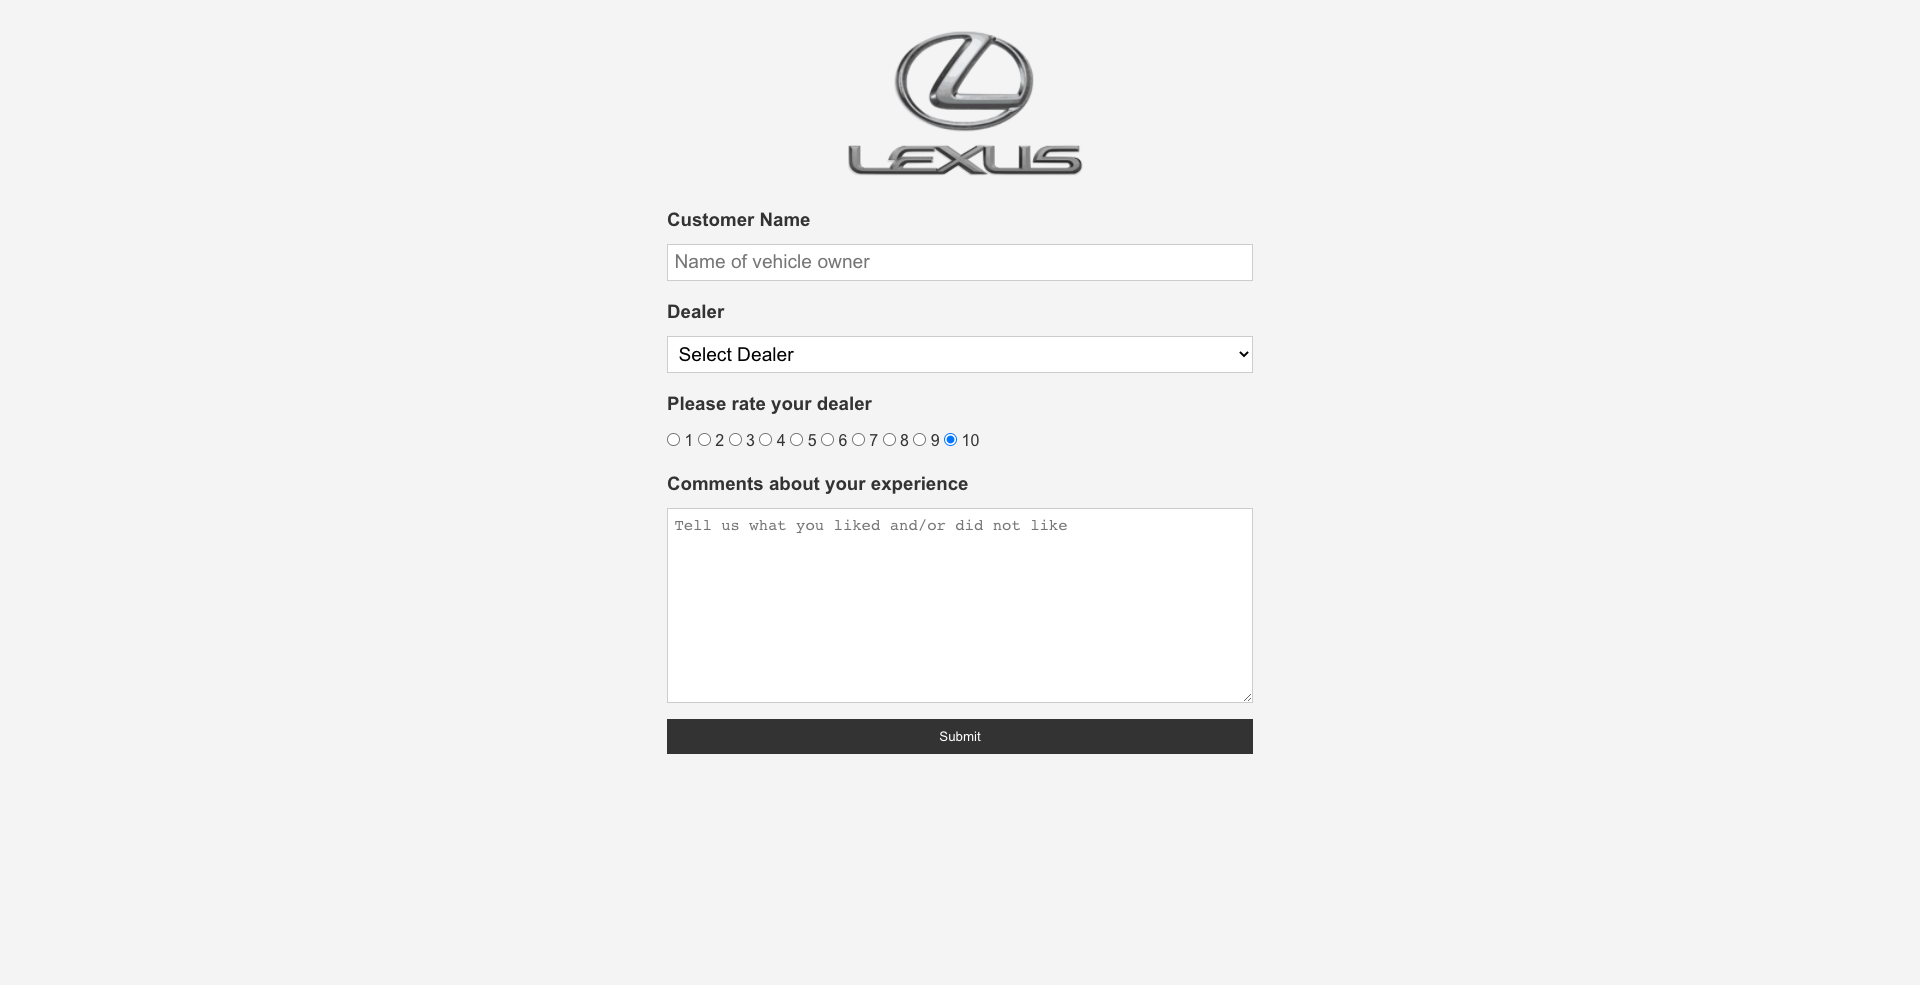 LEXUS
Customer Name
Name of vehicle owner
Dealer
Select Dealer
Please rate your dealer
1 2 3 4 5 6 7 8 9 10
Comments about your experience
Tell us what you liked and/or did not like
Submit